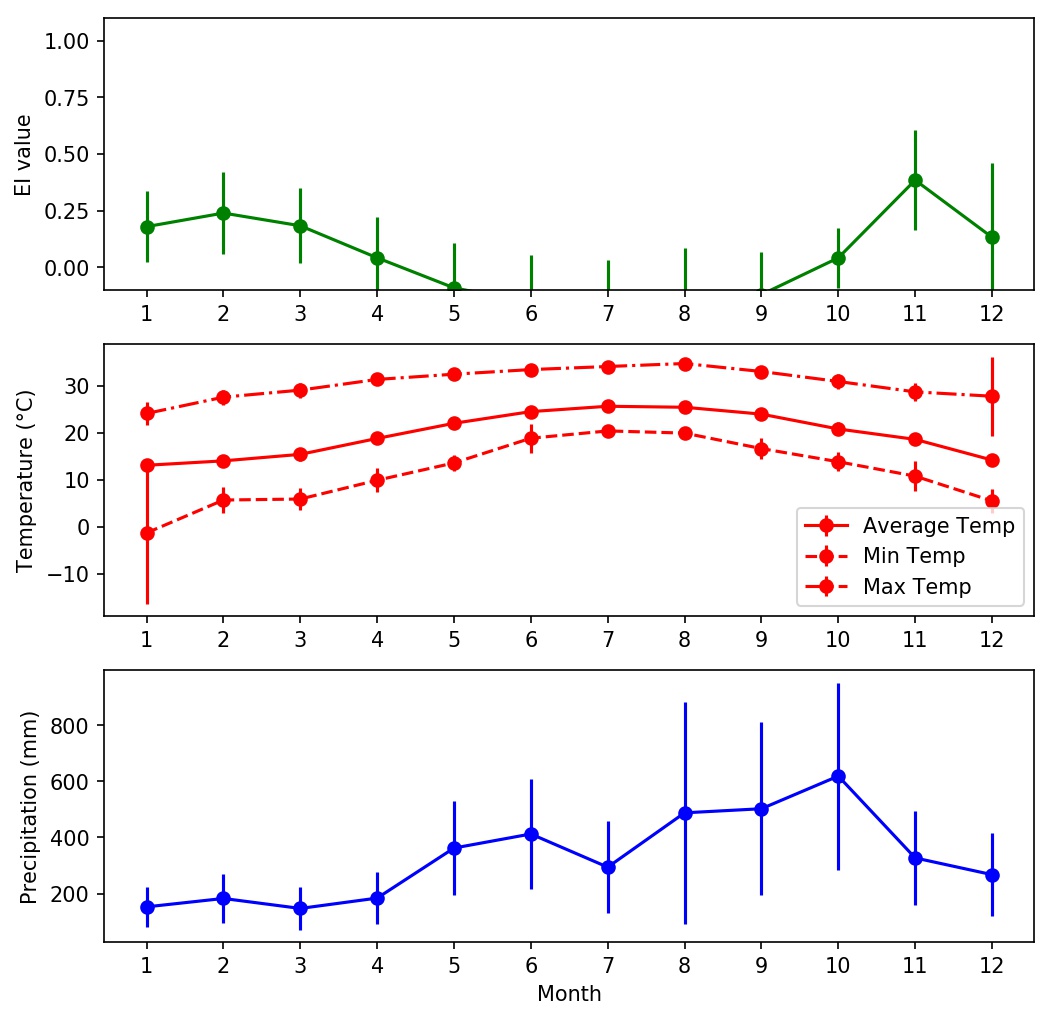 EI value
1.00
0.75
0.50
0.25
0.00
1 2 3 4 5 6 7 8 9 10 11 12
Temperature (°C)
30
20
10
0
−10
Average Temp
Min Temp
Max Temp
1 2 3 4 5 6 7 8 9 10 11 12
Precipitation (mm)
800
600
400
200
1 2 3 4 5 6 7 8 9 10 11 12
Month